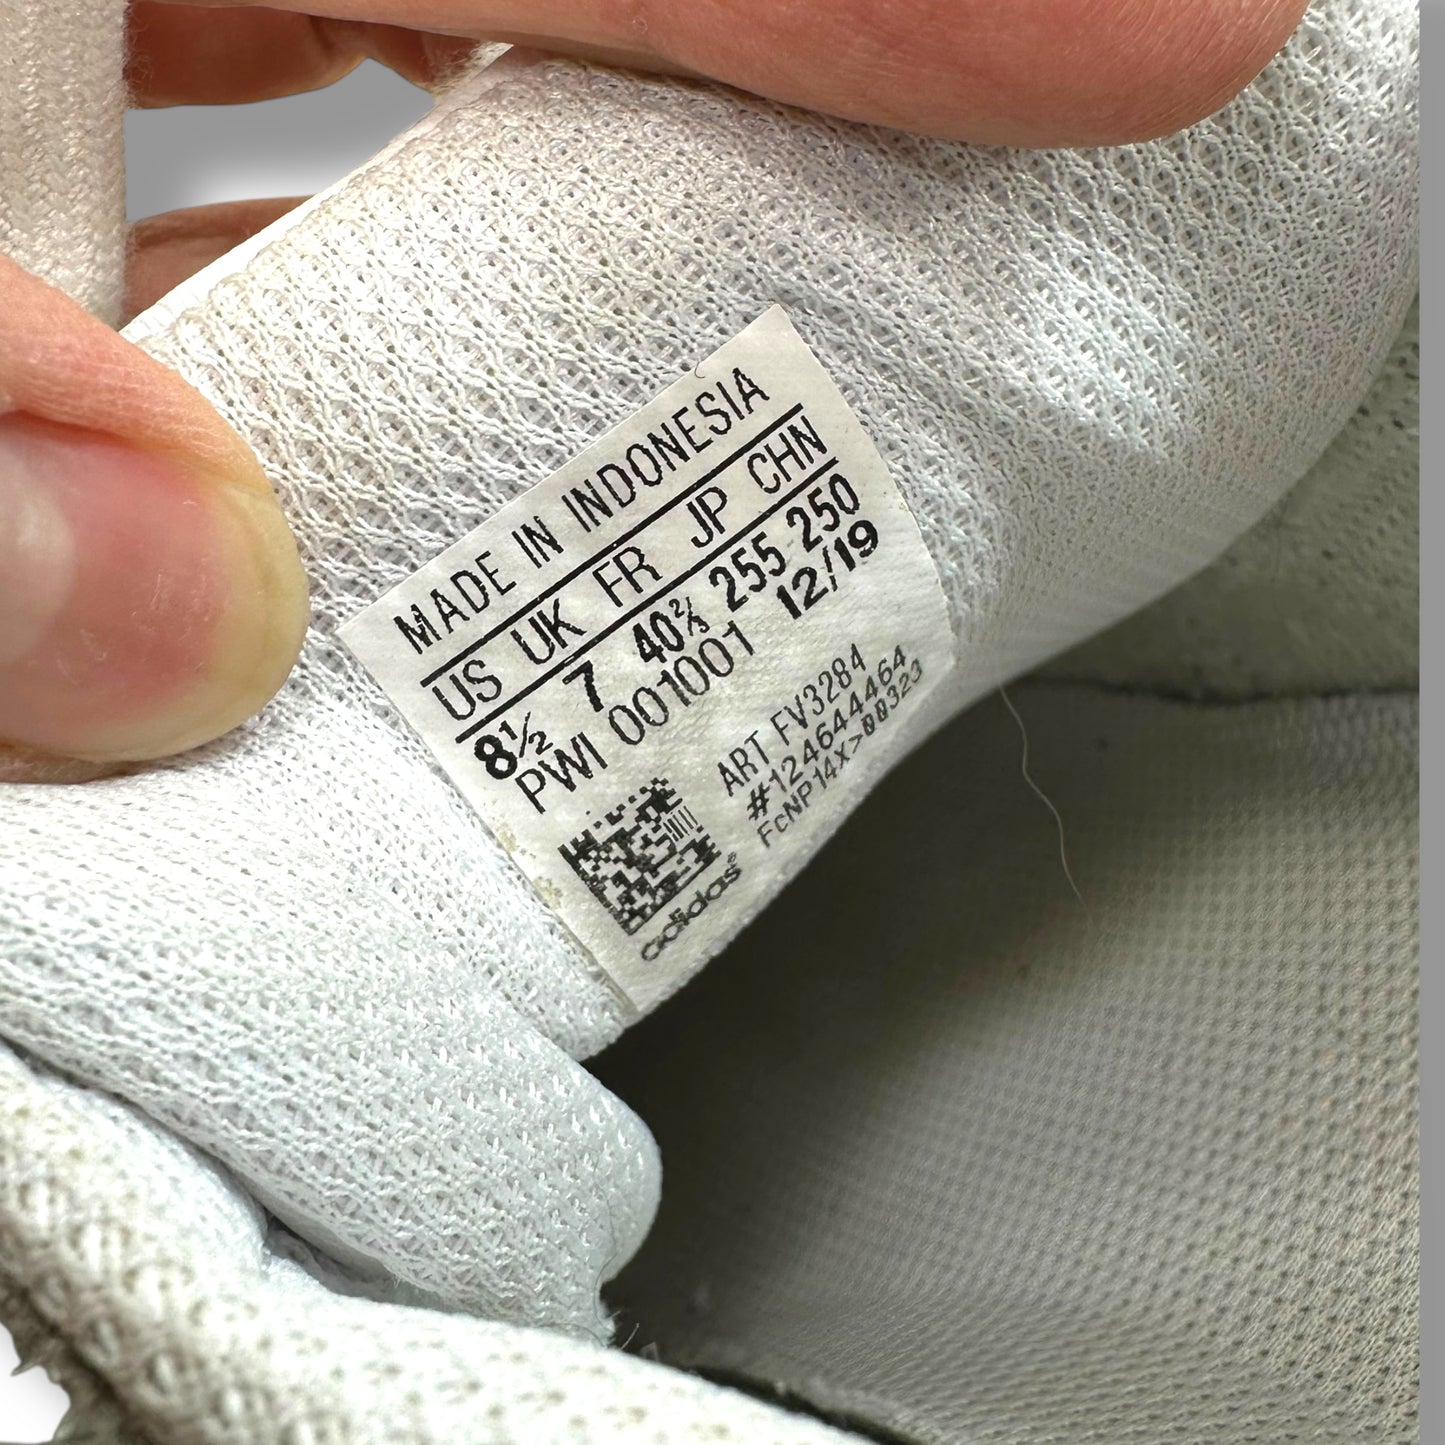 MADE IN INDONESIA
US UK FR JP CHN
8½ 7 40⅔ 255 250
PWI 001001 12/19
ART FV3284
#124644464
FcNP14X>00323
adidas®